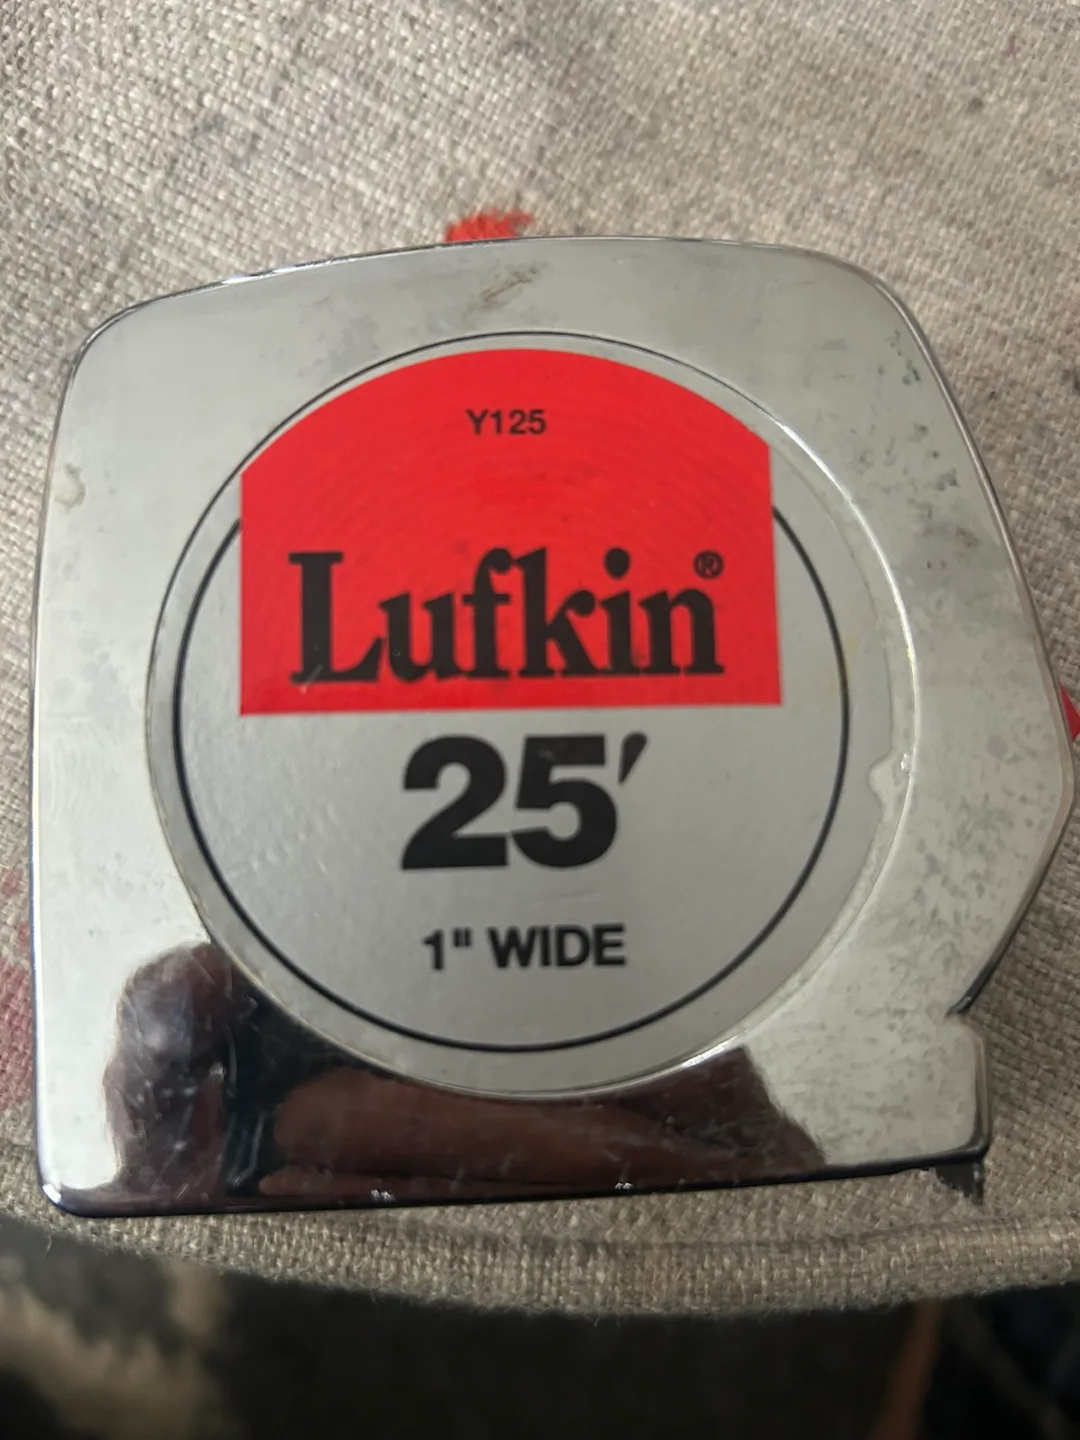 Y125
Lufkin®
25'
1" WIDE